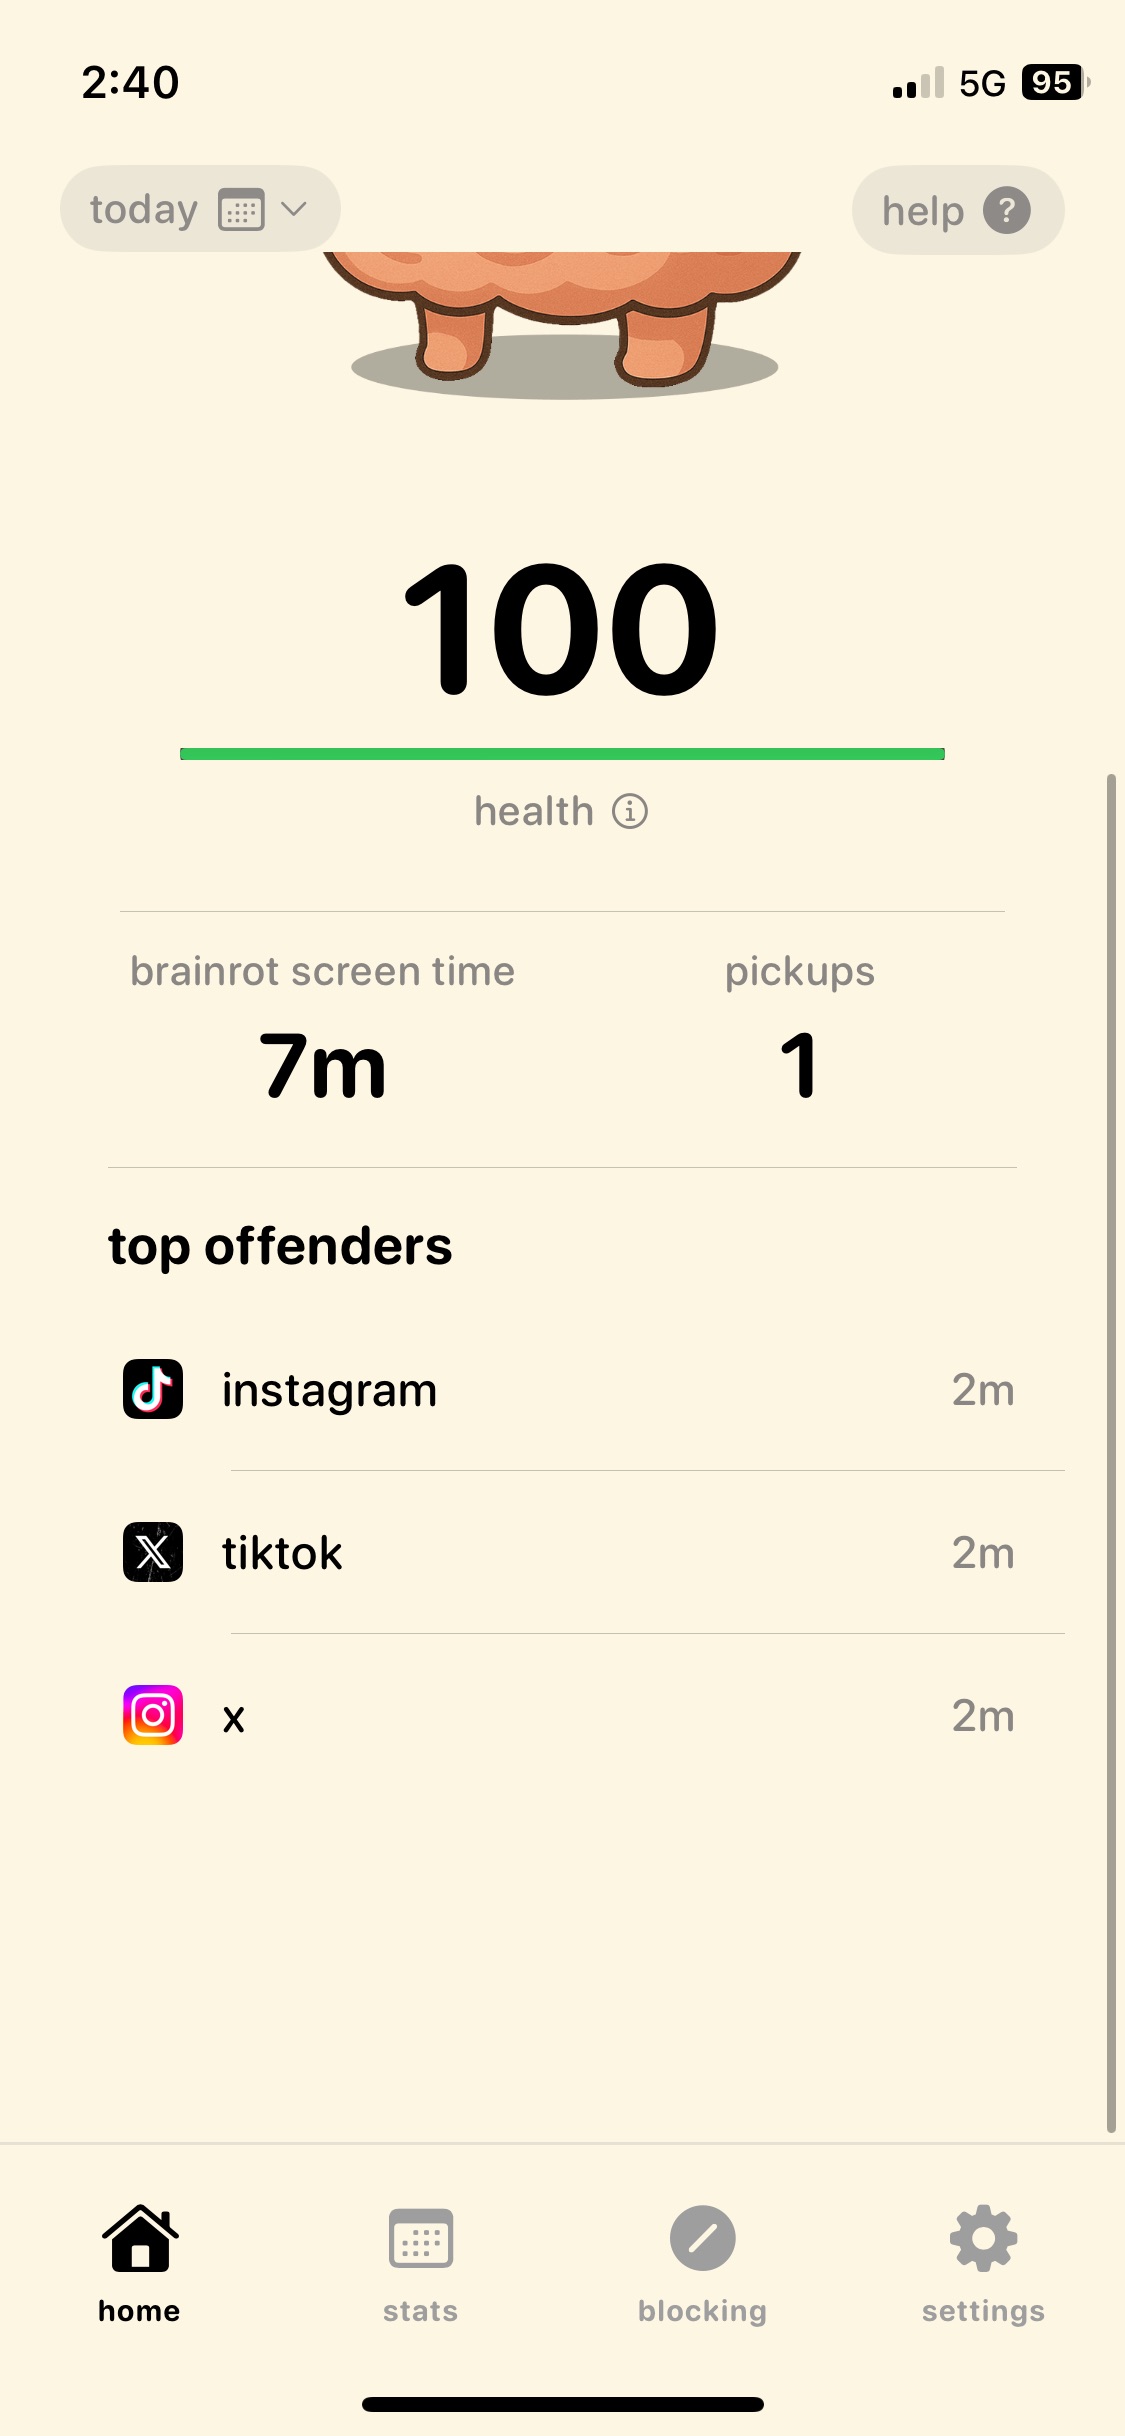 2:40 5G 95
today help ?
100
health i
brainrot screen time pickups
7m 1
top offenders
instagram 2m
tiktok 2m
x 2m
home stats blocking settings